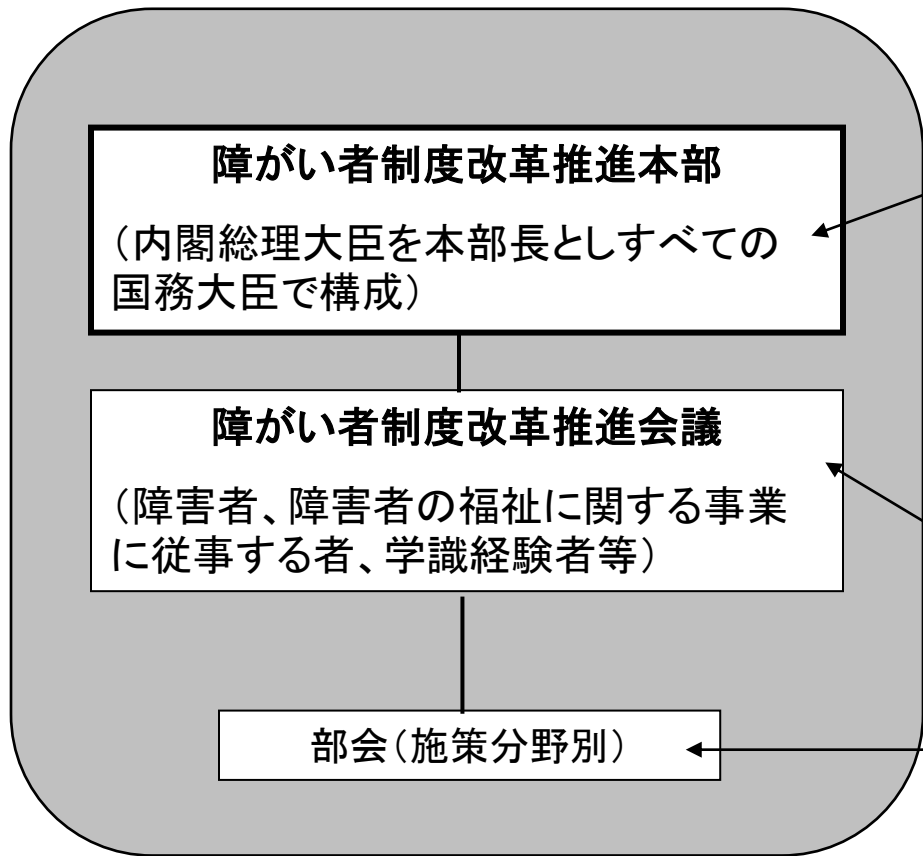 障がい者制度改革推進本部
（内閣総理大臣を本部長としすべての
国務大臣で構成）
障がい者制度改革推進会議
（障害者、障害者の福祉に関する事業
に従事する者、学識経験者等）
部会（施策分野別）